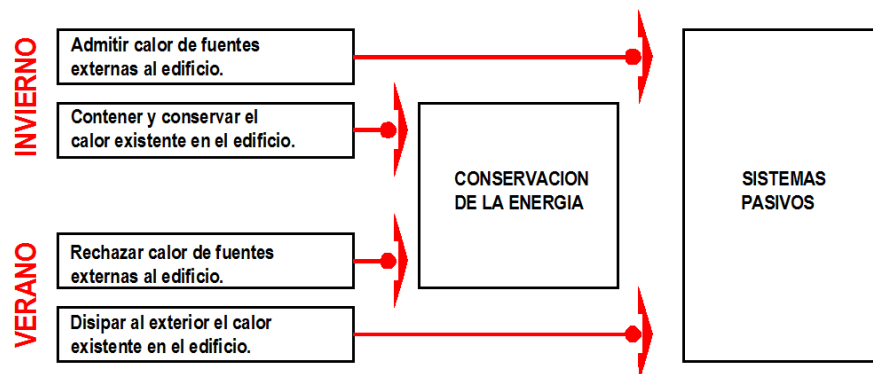 INVIERNO
Admitir calor de fuentes
externas al edificio.
Contener y conservar el
calor existente en el edificio.
VERANO
Rechazar calor de fuentes
externas al edificio.
Disipar al exterior el calor
existente en el edificio.
CONSERVACION
DE LA ENERGIA
SISTEMAS
PASIVOS